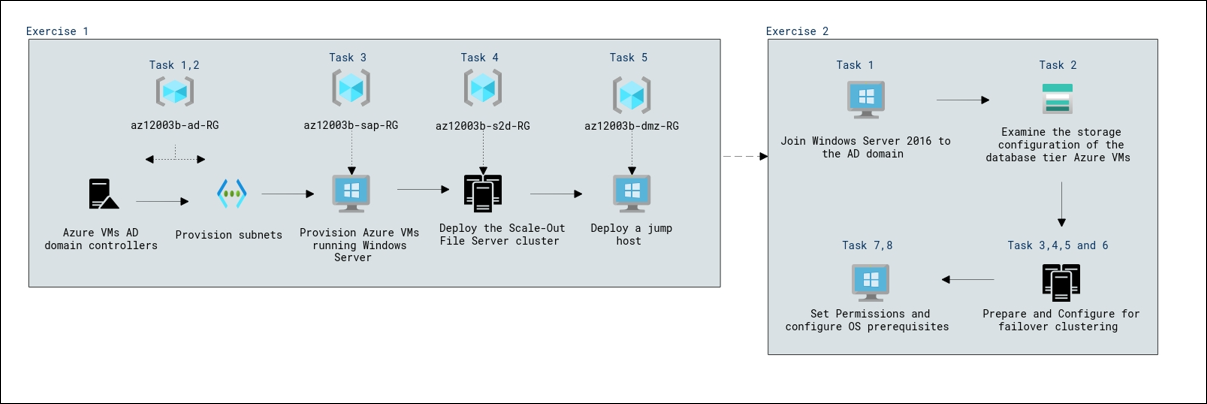 Exercise 1
Task 1,2
az12003b-ad-RG
Azure VMs AD
domain controllers
Provision subnets
Task 3
az12003b-sap-RG
Provision Azure VMs
running Windows
Server
Task 4
az12003b-s2d-RG
Deploy the Scale-Out
File Server cluster
Task 5
az12003b-dmz-RG
Deploy a jump
host
Exercise 2
Task 1
Join Windows Server 2016 to
the AD domain
Task 2
Examine the storage
configuration of the
database tier Azure VMs
Task 3,4,5 and 6
Prepare and Configure for
failover clustering
Task 7,8
Set Permissions and
configure OS prerequisites